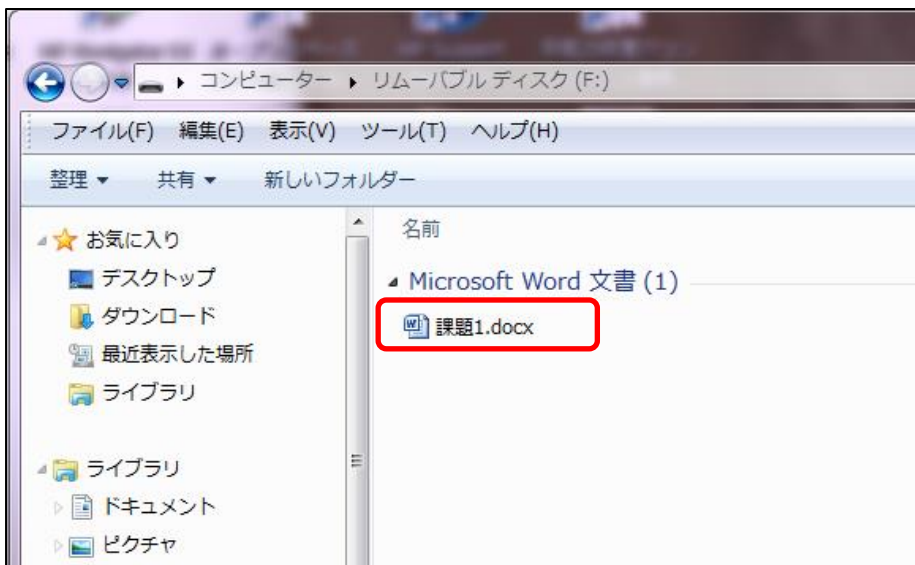 コンピューター ▸ リムーバブル ディスク (F:)
ファイル(F) 編集(E) 表示(V) ツール(T) ヘルプ(H)
整理 ▼ 共有 ▼ 新しいフォルダー
お気に入り
デスクトップ
ダウンロード
最近表示した場所
ライブラリ
ライブラリ
ドキュメント
ピクチャ
名前
Microsoft Word 文書 (1)
課題1.docx